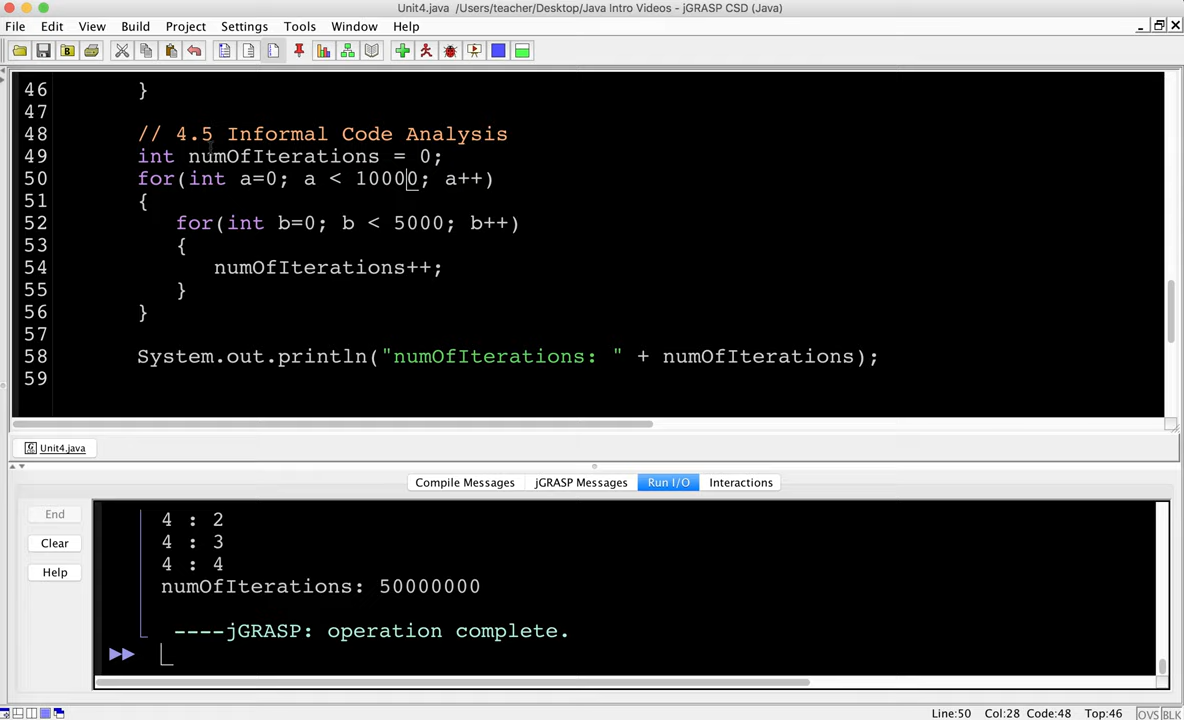 Unit4.java /Users/teacher/Desktop/Java Intro Videos - jGRASP CSD (Java)
File Edit View Build Project Settings Tools Window Help
46 }
47
48 // 4.5 Informal Code Analysis
49 int numOfIterations = 0;
50 for(int a=0; a < 10000; a++)
51 {
52 for(int b=0; b < 5000; b++)
53 {
54 numOfIterations++;
55 }
56 }
57
58 System.out.println("numOfIterations: " + numOfIterations);
59
Unit4.java
Compile Messages jGRASP Messages Run I/O Interactions
End
Clear
Help
4 : 2
4 : 3
4 : 4
numOfIterations: 50000000
----jGRASP: operation complete.
Line:50 Col:28 Code:48 Top:46 OVS BLK